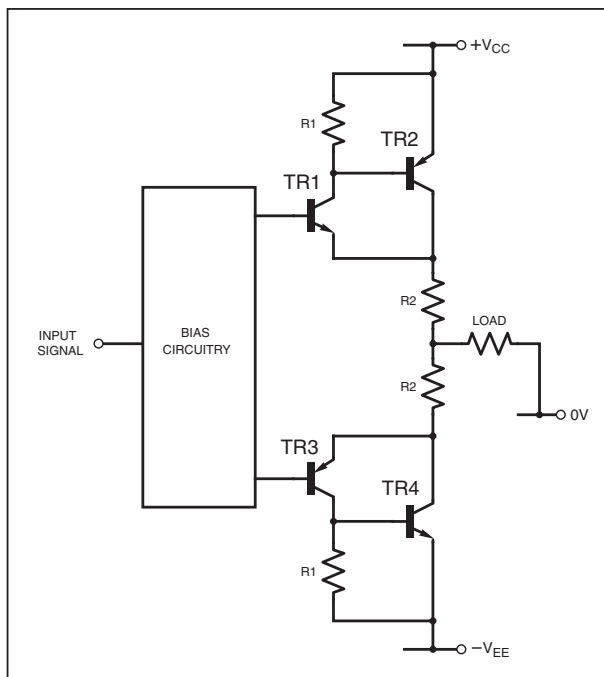 +VCC
R1
TR2
TR1
R2
LOAD
INPUT
SIGNAL
BIAS
CIRCUITRY
R2
0V
TR3
TR4
R1
−VEE